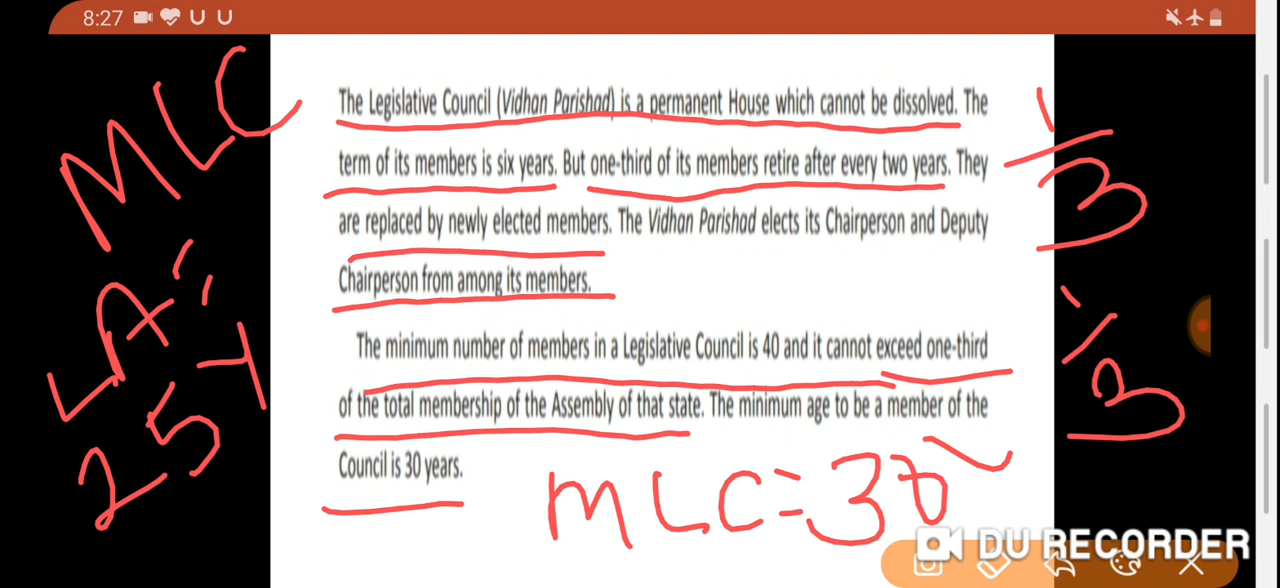 8:27
The Legislative Council (Vidhan Parishad) is a permanent House which cannot be dissolved. The
term of its members is six years. But one-third of its members retire after every two years. They
are replaced by newly elected members. The Vidhan Parishad elects its Chairperson and Deputy
Chairperson from among its members.
The minimum number of members in a Legislative Council is 40 and it cannot exceed one-third
of the total membership of the Assembly of that state. The minimum age to be a member of the
Council is 30 years.
MLC
LA"
25 -1
1/3
1/3
MLC=30
DU RECORDER